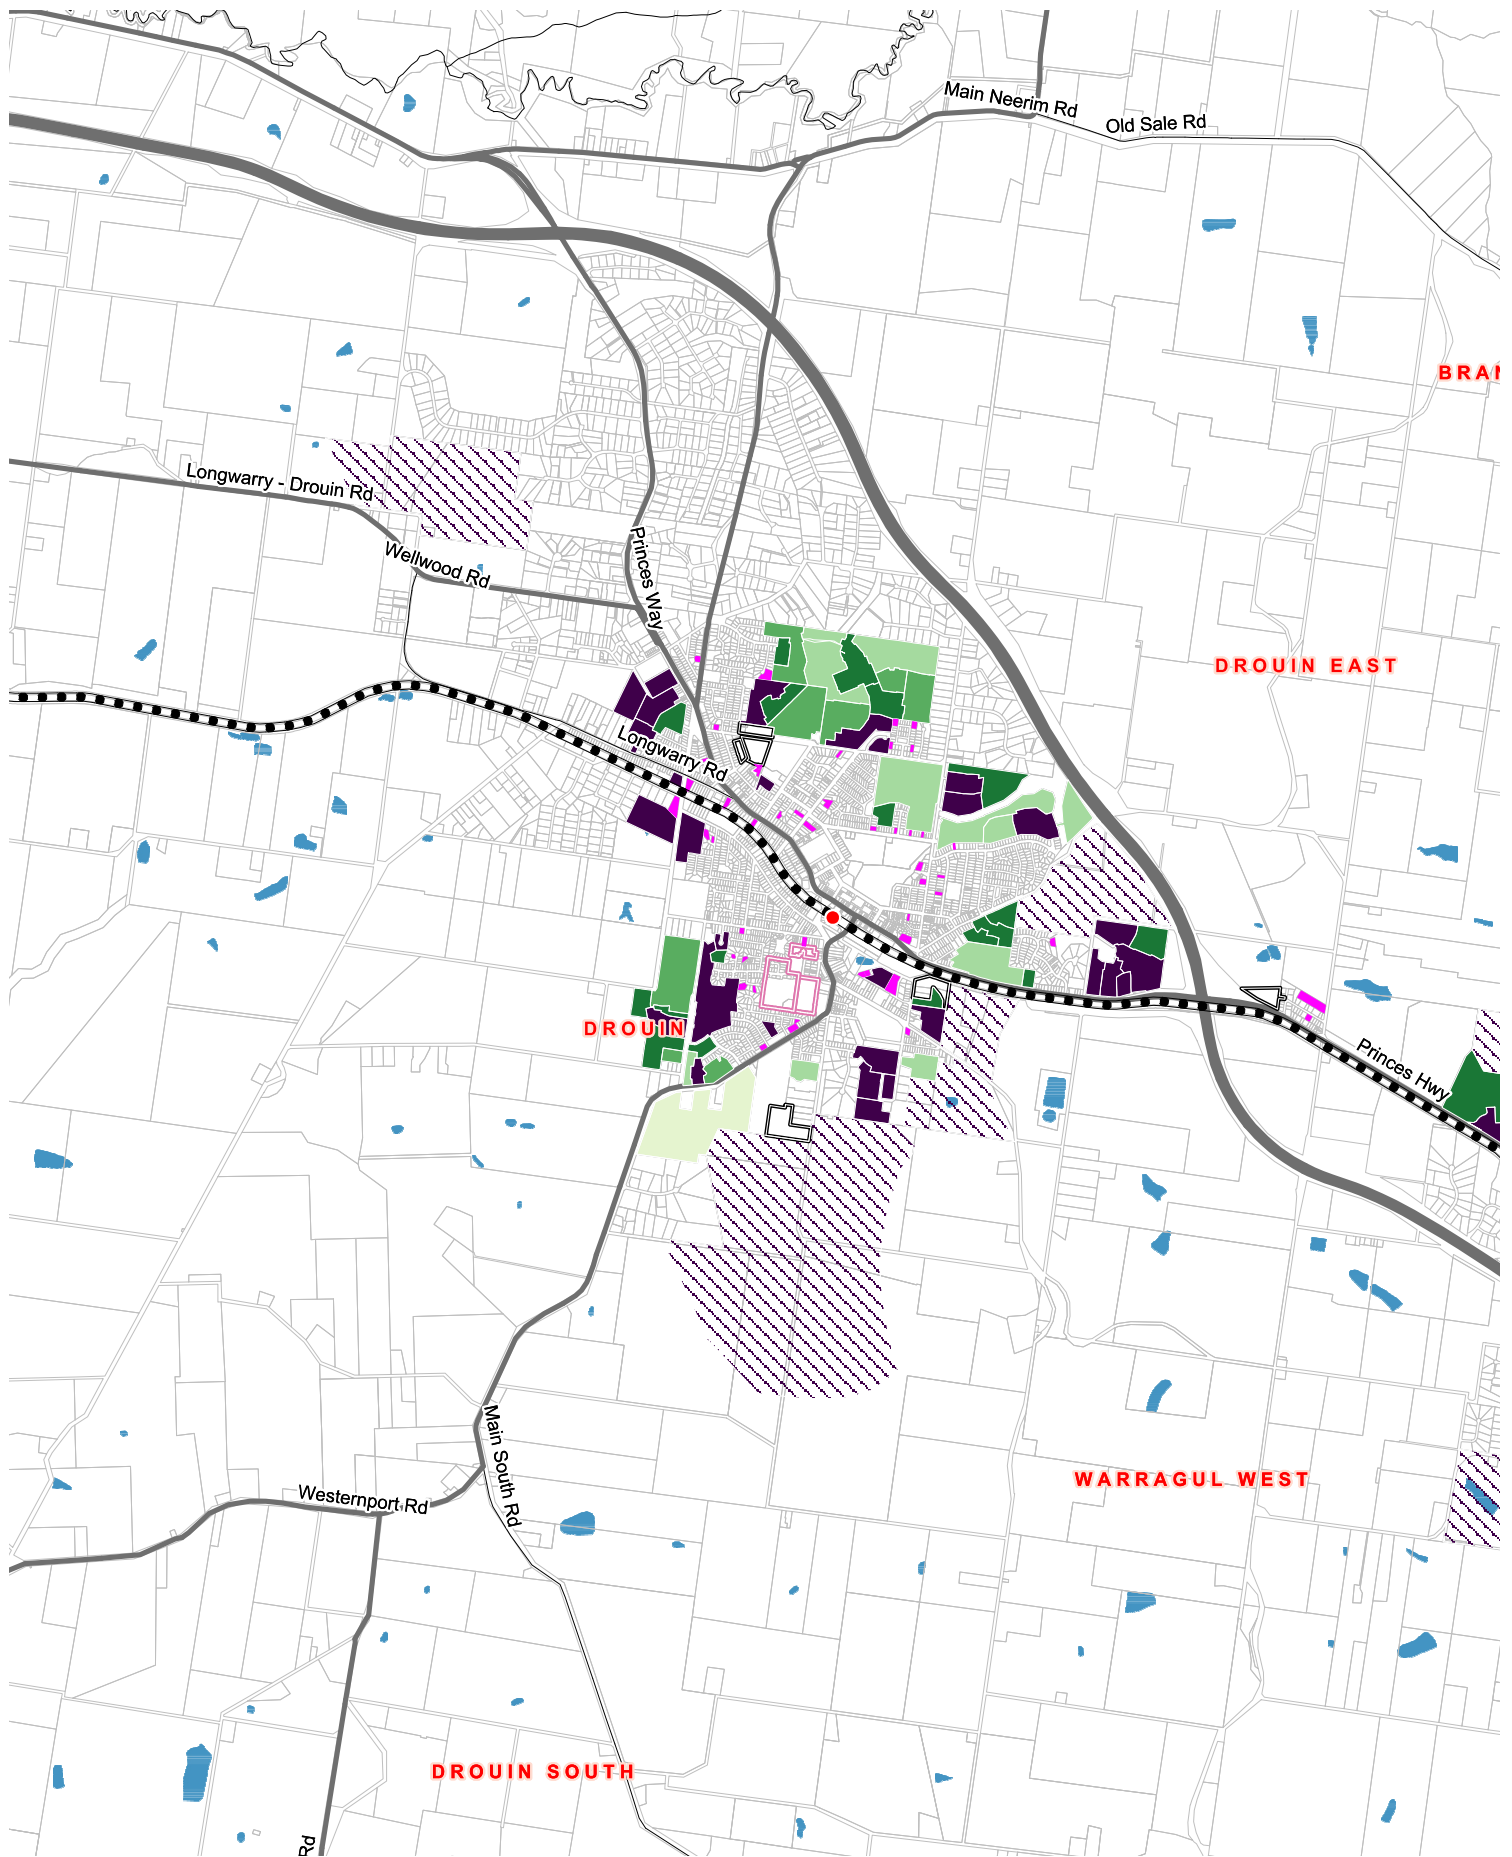 Main Neerim Rd
Old Sale Rd
BRAN
Longwarry - Drouin Rd
Wellwood Rd
Princes Way
DROUIN EAST
Longwarry Rd
DROUIN
Princes Hwy
Main South Rd
WARRAGUL WEST
Westernport Rd
DROUIN SOUTH
Rd